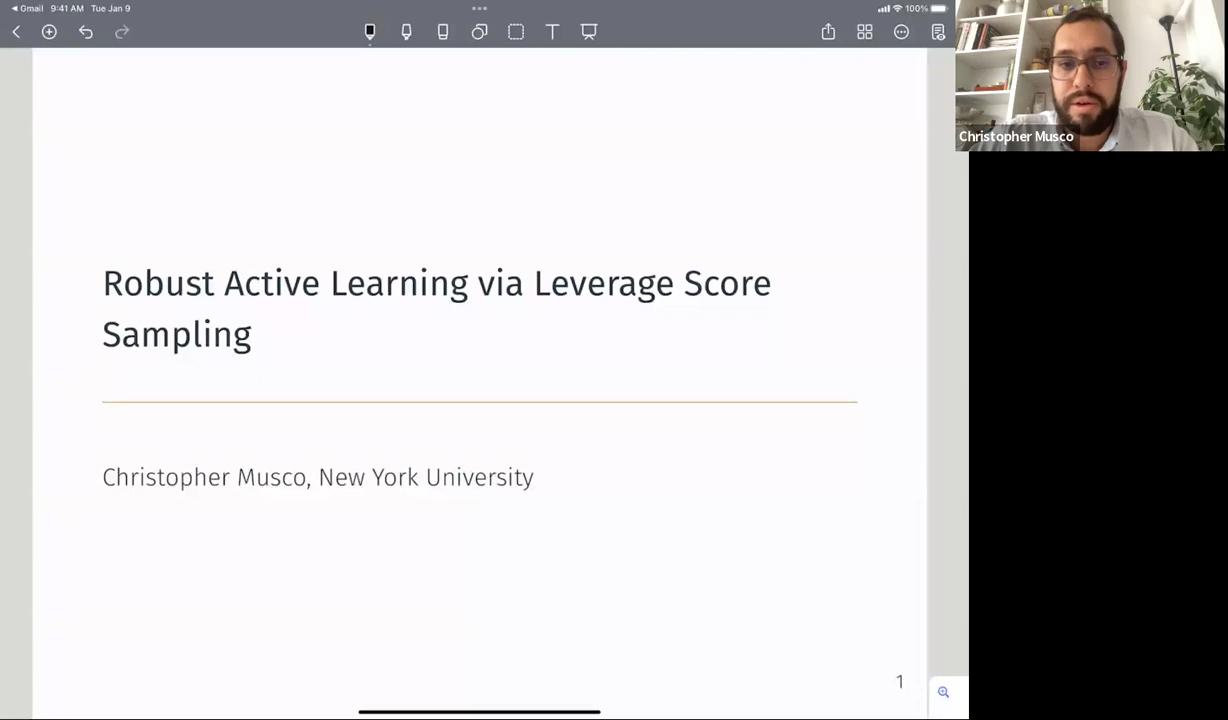 Gmail 9:41 AM Tue Jan 9
100%
T
Christopher Musco
Robust Active Learning via Leverage Score
Sampling
Christopher Musco, New York University
1